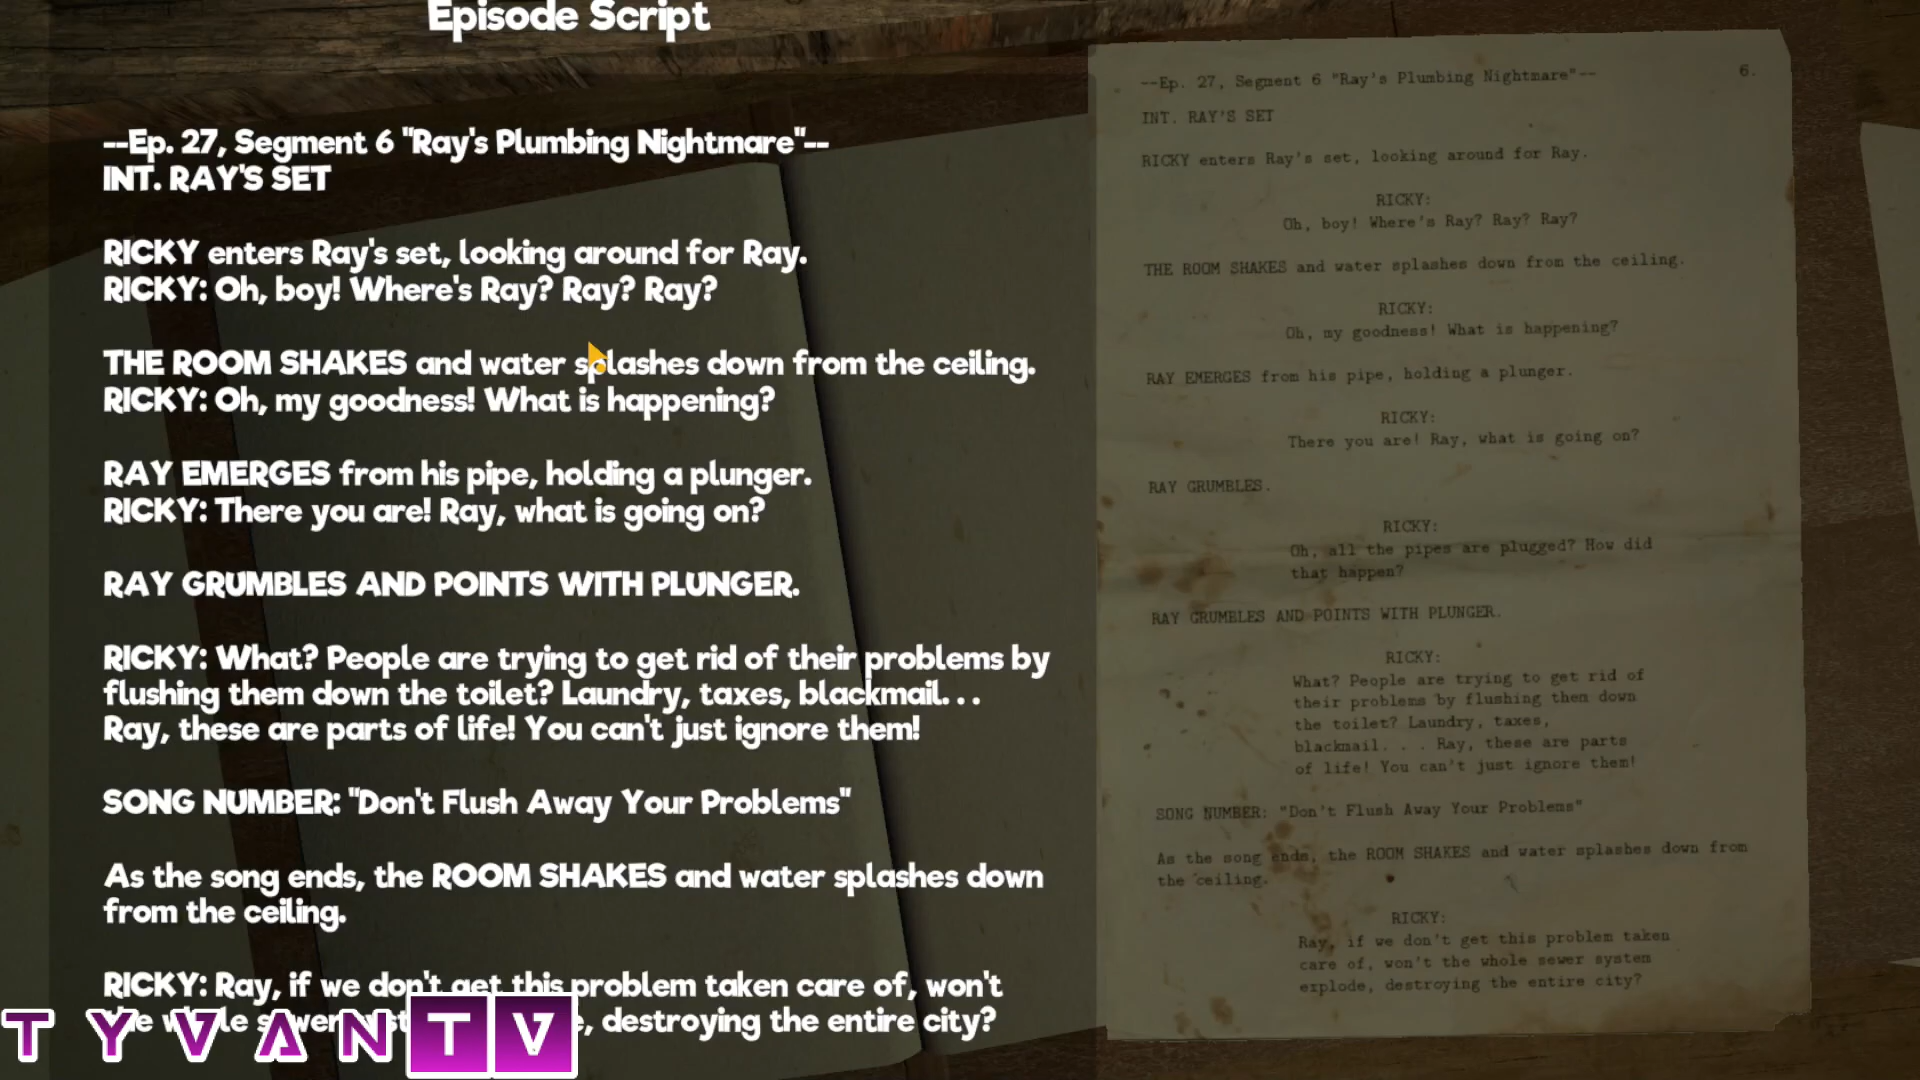 Episode Script
--Ep. 27, Segment 6 "Ray's Plumbing Nightmare"--
INT. RAY'S SET
RICKY enters Ray's set, looking around for Ray.
RICKY: Oh, boy! Where's Ray? Ray? Ray?
THE ROOM SHAKES and water splashes down from the ceiling.
RICKY: Oh, my goodness! What is happening?
RAY EMERGES from his pipe, holding a plunger.
RICKY: There you are! Ray, what is going on?
RAY GRUMBLES AND POINTS WITH PLUNGER.
RICKY: What? People are trying to get rid of their problems by
flushing them down the toilet? Laundry, taxes, blackmail. . .
Ray, these are parts of life! You can't just ignore them!
SONG NUMBER: "Don't Flush Away Your Problems"
As the song ends, the ROOM SHAKES and water splashes down
from the ceiling.
RICKY: Ray, if we don't get this problem taken care of, won't
destroying the entire city?
TYVANTV
--Ep. 27, Segment 6 "Ray's Plumbing Nightmare"--
6.
INT. RAY'S SET
RICKY enters Ray's set, looking around for Ray.
RICKY:
Oh, boy! Where's Ray? Ray? Ray?
THE ROOM SHAKES and water splashes down from the ceiling.
RICKY:
Oh, my goodness! What is happening?
RAY EMERGES from his pipe, holding a plunger.
RICKY:
There you are! Ray, what is going on?
RAY GRUMBLES.
RICKY:
Oh, all the pipes are plugged? How did
that happen?
RAY GRUMBLES AND POINTS WITH PLUNGER.
RICKY:
What? People are trying to get rid of
their problems by flushing them down
the toilet? Laundry, taxes,
blackmail. . . Ray, these are parts
of life! You can't just ignore them!
SONG NUMBER: "Don't Flush Away Your Problems"
As the song ends, the ROOM SHAKES and water splashes down from
the ceiling.
RICKY:
Ray, if we don't get this problem taken
care of, won't the whole sewer system
explode, destroying the entire city?